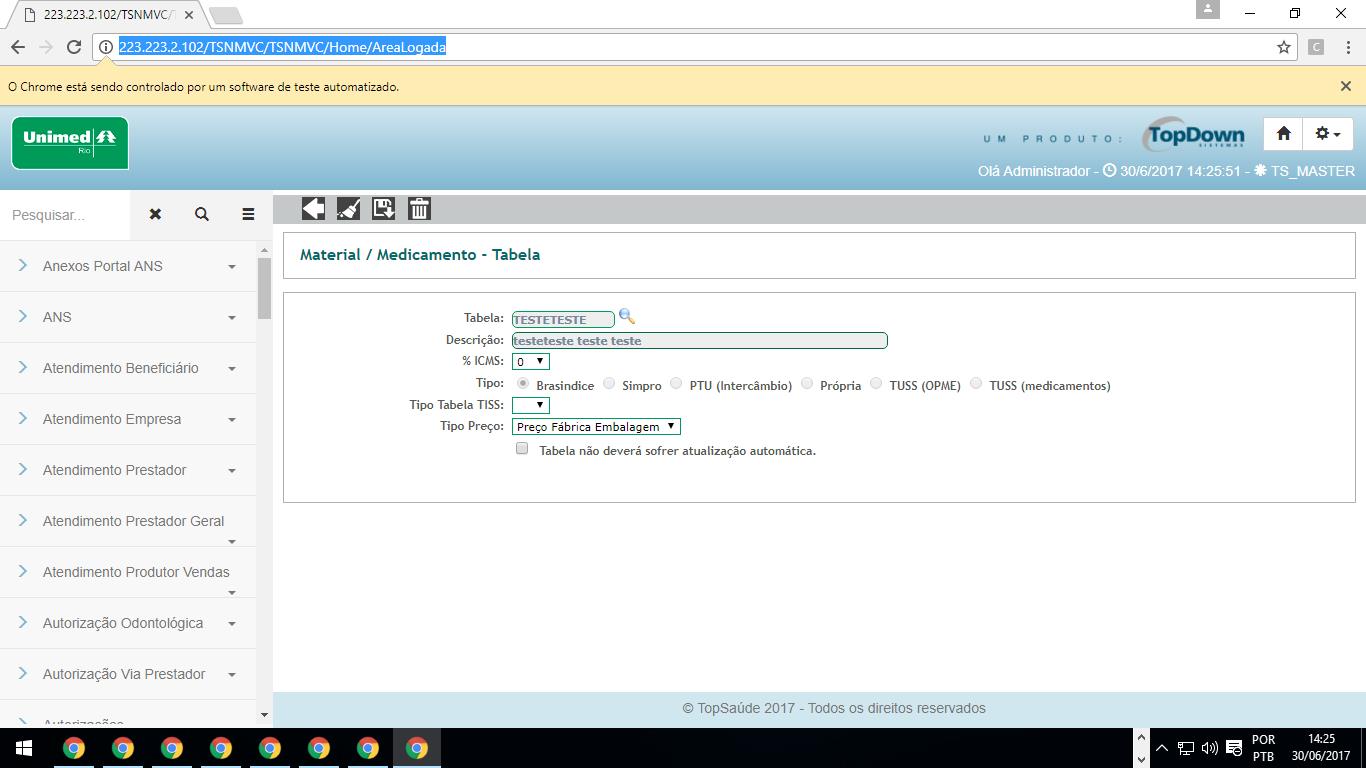 223.223.2.102/TSNMVC/
223.223.2.102/TSNMVC/TSNMVC/Home/AreaLogada
C
O Chrome está sendo controlado por um software de teste automatizado.
Unimed
Rio
UM PRODUTO:
TopDown
SISTEMAS
Olá Administrador - 30/6/2017 14:25:51 - TS_MASTER
Pesquisar...
Anexos Portal ANS
ANS
Atendimento Beneficiário
Atendimento Empresa
Atendimento Prestador
Atendimento Prestador Geral
Atendimento Produtor Vendas
Autorização Odontológica
Autorização Via Prestador
Autorizações
Material / Medicamento - Tabela
Tabela: TESTETESTE
Descrição: testeteste teste teste
% ICMS: 0
Tipo: Brasindice Simpro PTU (Intercâmbio) Própria TUSS (OPME) TUSS (medicamentos)
Tipo Tabela TISS:
Tipo Preço: Preço Fábrica Embalagem
Tabela não deverá sofrer atualização automática.
© TopSaúde 2017 - Todos os direitos reservados
POR
PTB
14:25
30/06/2017